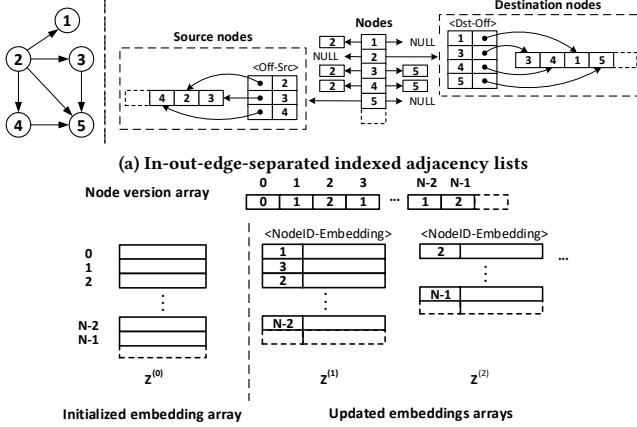 1
2
3
4
5
Source nodes
<Off-Src>
4 2 3
2
3
4
Nodes
2 1 NULL
NULL 2
2 3 5
2 4 5
5 NULL
Destination nodes
<Dst-Off>
1
3
4
5
3 4 1 5
(a) In-out-edge-separated indexed adjacency lists
Node version array
0 1 2 3 N-2 N-1
0 1 2 1 ... 1 2
0
1
2
⋮
N-2
N-1
Z(0)
Initialized embedding array
<NodeID-Embedding>
1
3
2
⋮
N-2
Z(1)
<NodeID-Embedding>
2
⋮
N-1
...
Z(2)
Updated embeddings arrays